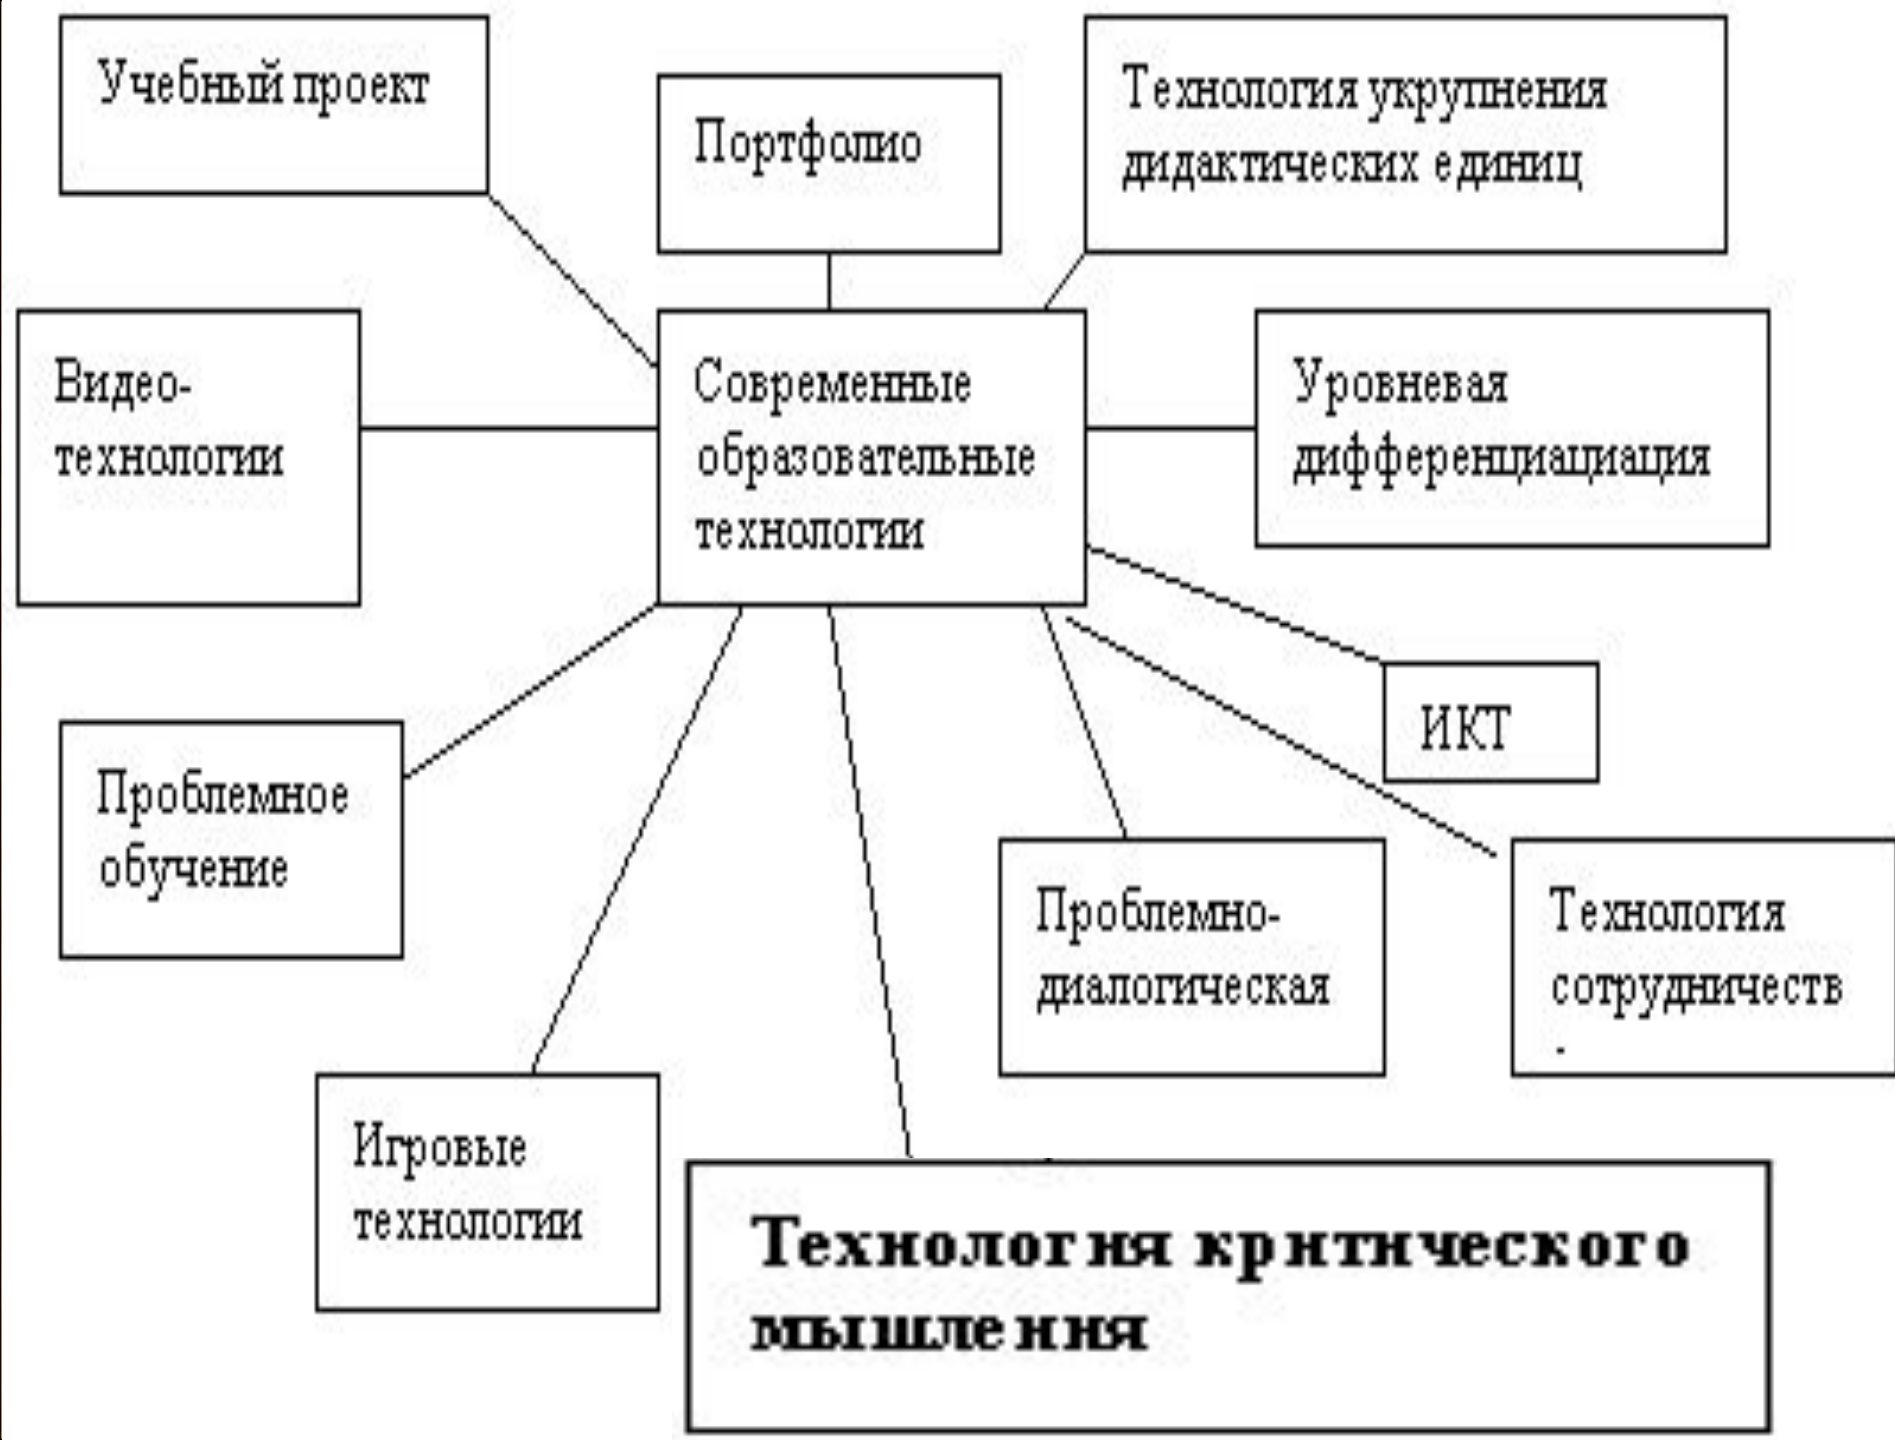 Учебный проект
Портфолио
Технология укрупнения
дидактических единиц
Видео-
технологии
Современные
образовательные
технологии
Уровневая
дифференциациация
ИКТ
Проблемное
обучение
Проблемно-
диалогическая
Технология
сотрудничеств
Игровые
технологии
Технология критического
мышления